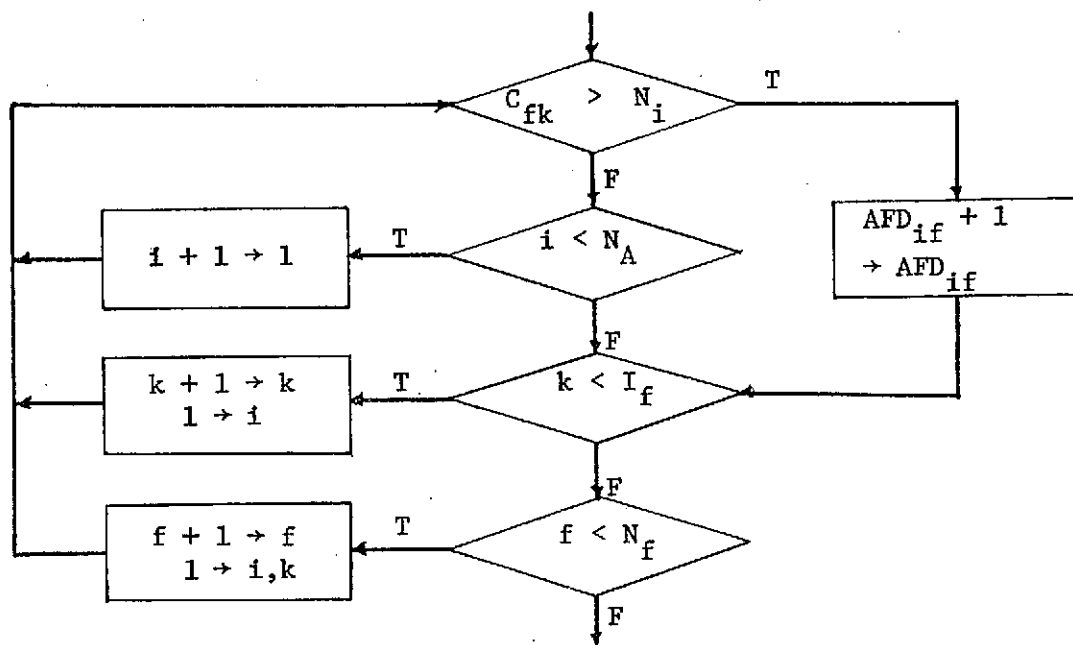 C_fk > N_i
T
F
AFD_if + 1
→ AFD_if
i < N_A
T
i + 1 → 1
F
k < I_f
T
k + 1 → k
1 → i
F
f < N_f
T
f + 1 → f
1 → i,k
F